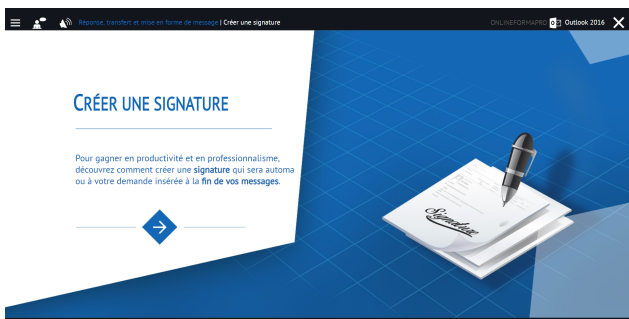 Réponse, transfert et mise en forme de message | Créer une signature
ONLINEFORMAPRO Outlook 2016
CRÉER UNE SIGNATURE
Pour gagner en productivité et en professionnalisme,
découvrez comment créer une signature qui sera automa
ou à votre demande insérée à la fin de vos messages.
Signature